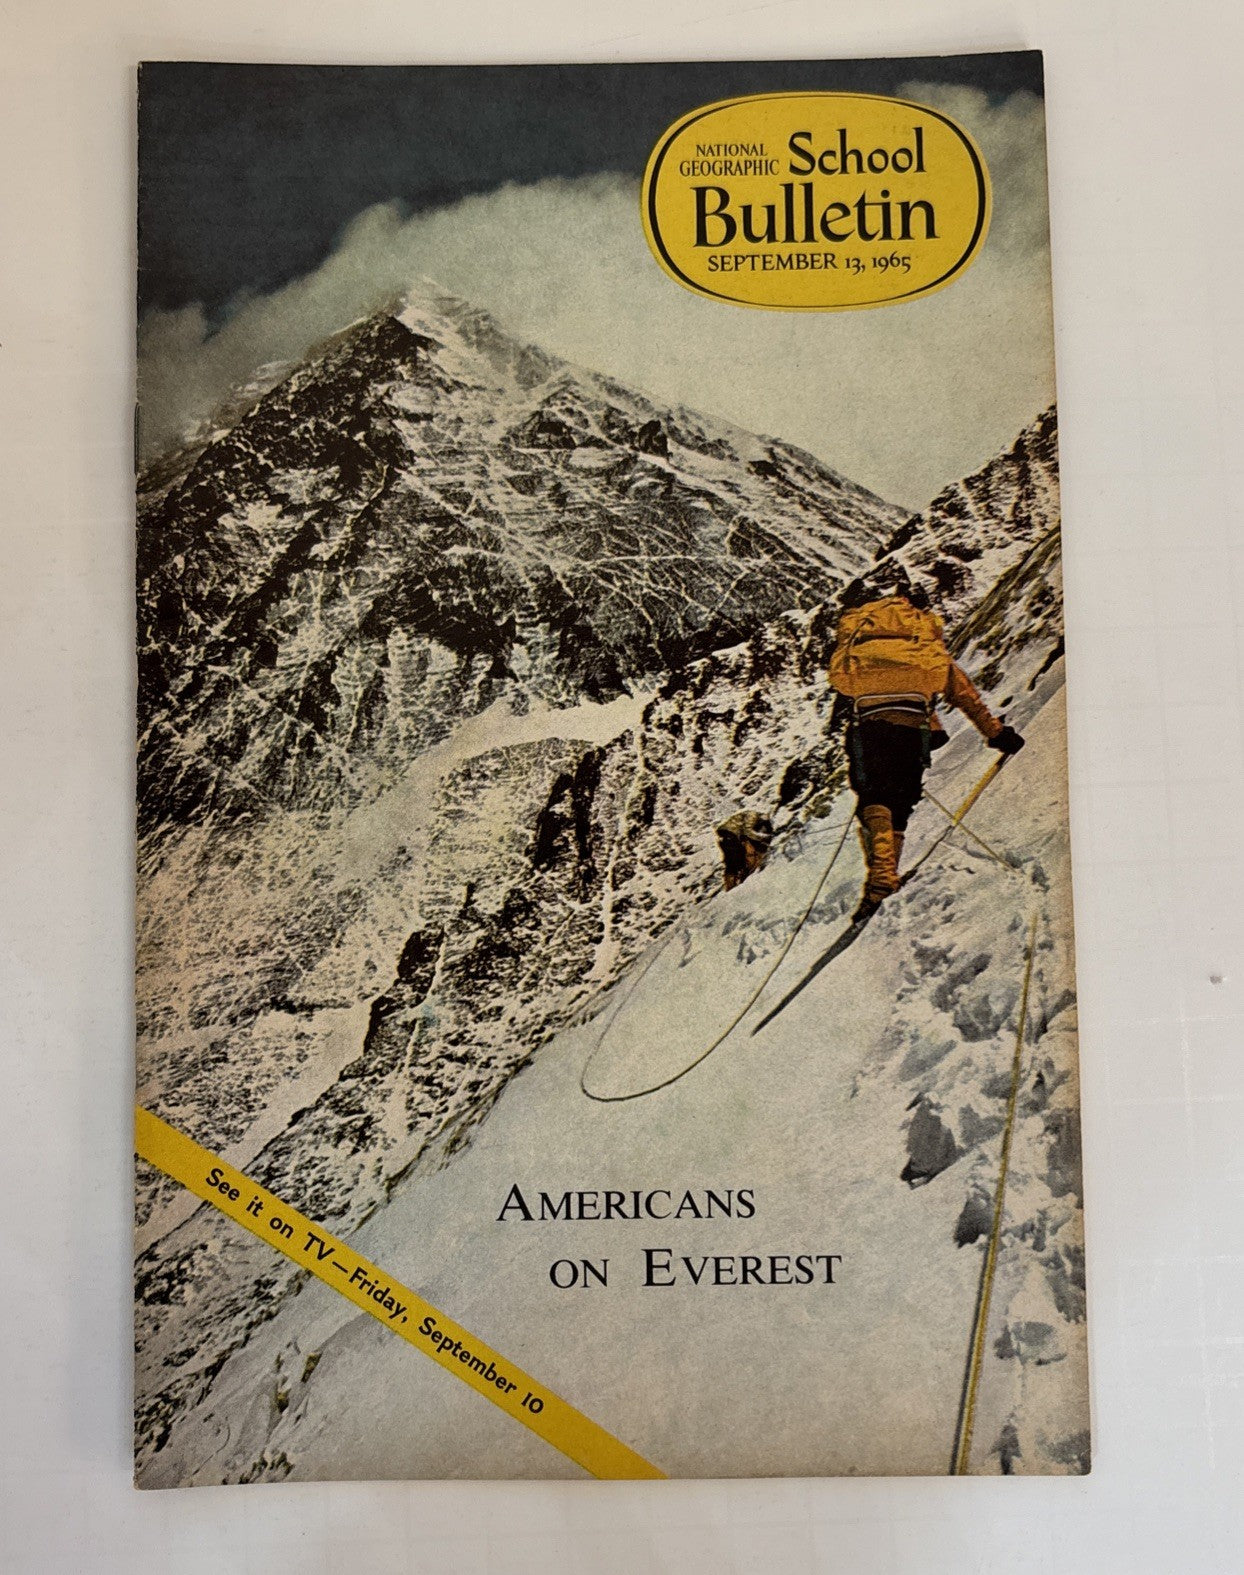 NATIONAL
GEOGRAPHIC School
Bulletin
SEPTEMBER 13, 1965
See it on TV—Friday, September 10
AMERICANS
ON EVEREST